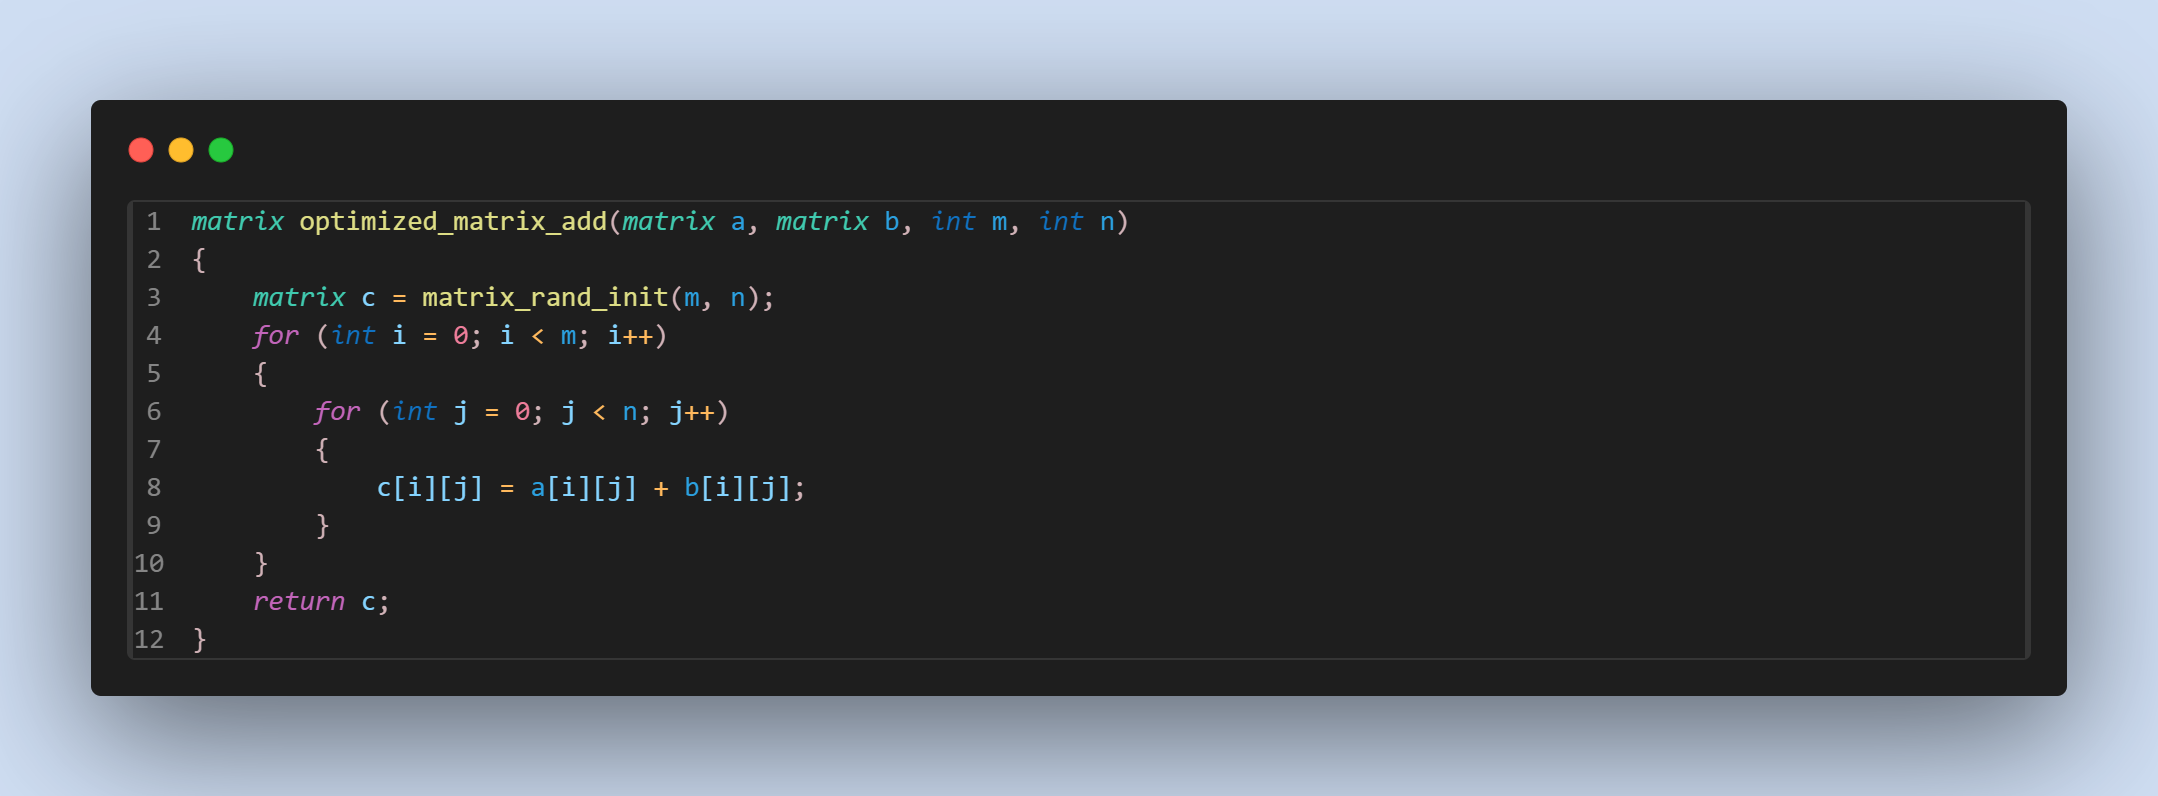 1 matrix optimized_matrix_add(matrix a, matrix b, int m, int n)
2 {
3     matrix c = matrix_rand_init(m, n);
4     for (int i = 0; i < m; i++)
5     {
6         for (int j = 0; j < n; j++)
7         {
8             c[i][j] = a[i][j] + b[i][j];
9         }
10     }
11     return c;
12 }